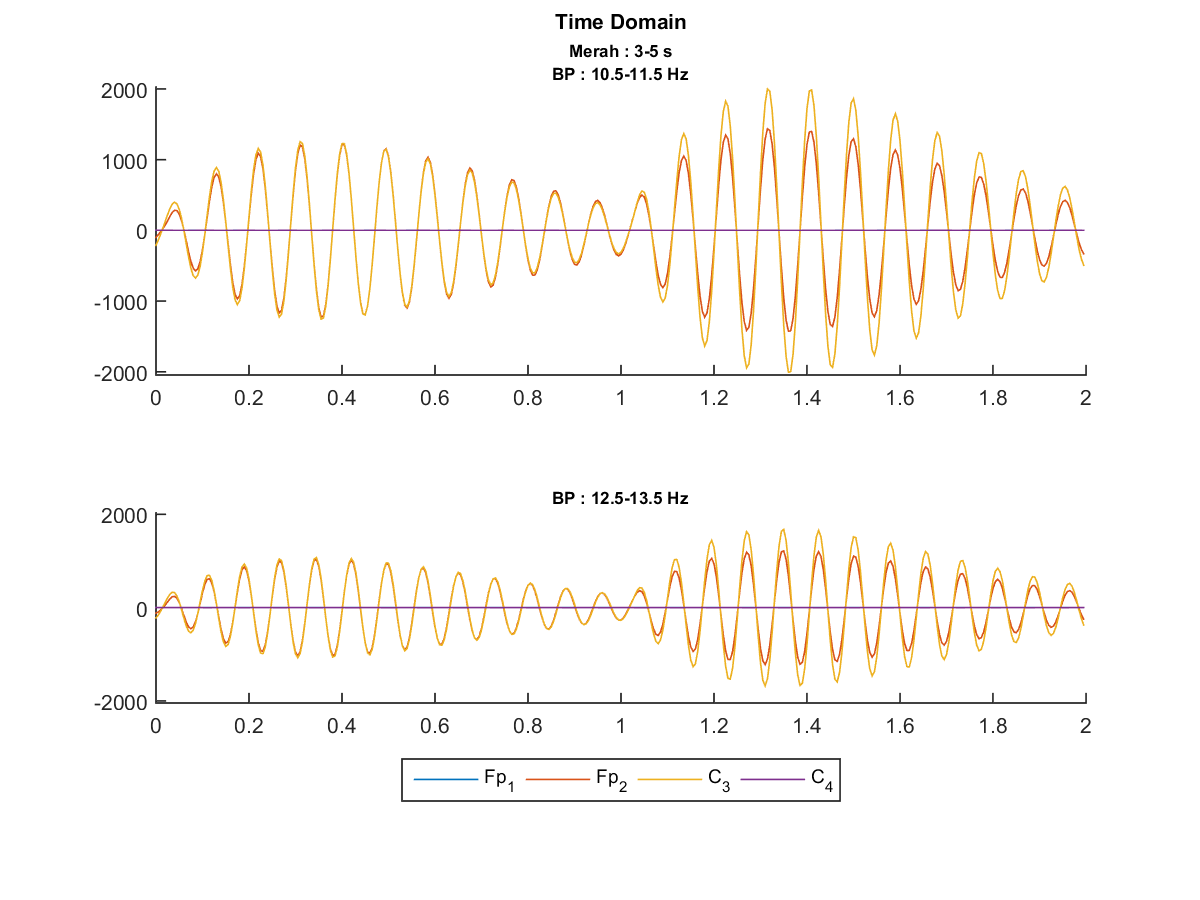 Time Domain
Merah : 3-5 s
BP : 10.5-11.5 Hz
2000
1000
0
-1000
-2000
0 0.2 0.4 0.6 0.8 1 1.2 1.4 1.6 1.8 2
BP : 12.5-13.5 Hz
2000
0
-2000
0 0.2 0.4 0.6 0.8 1 1.2 1.4 1.6 1.8 2
Fp1 Fp2 C3 C4